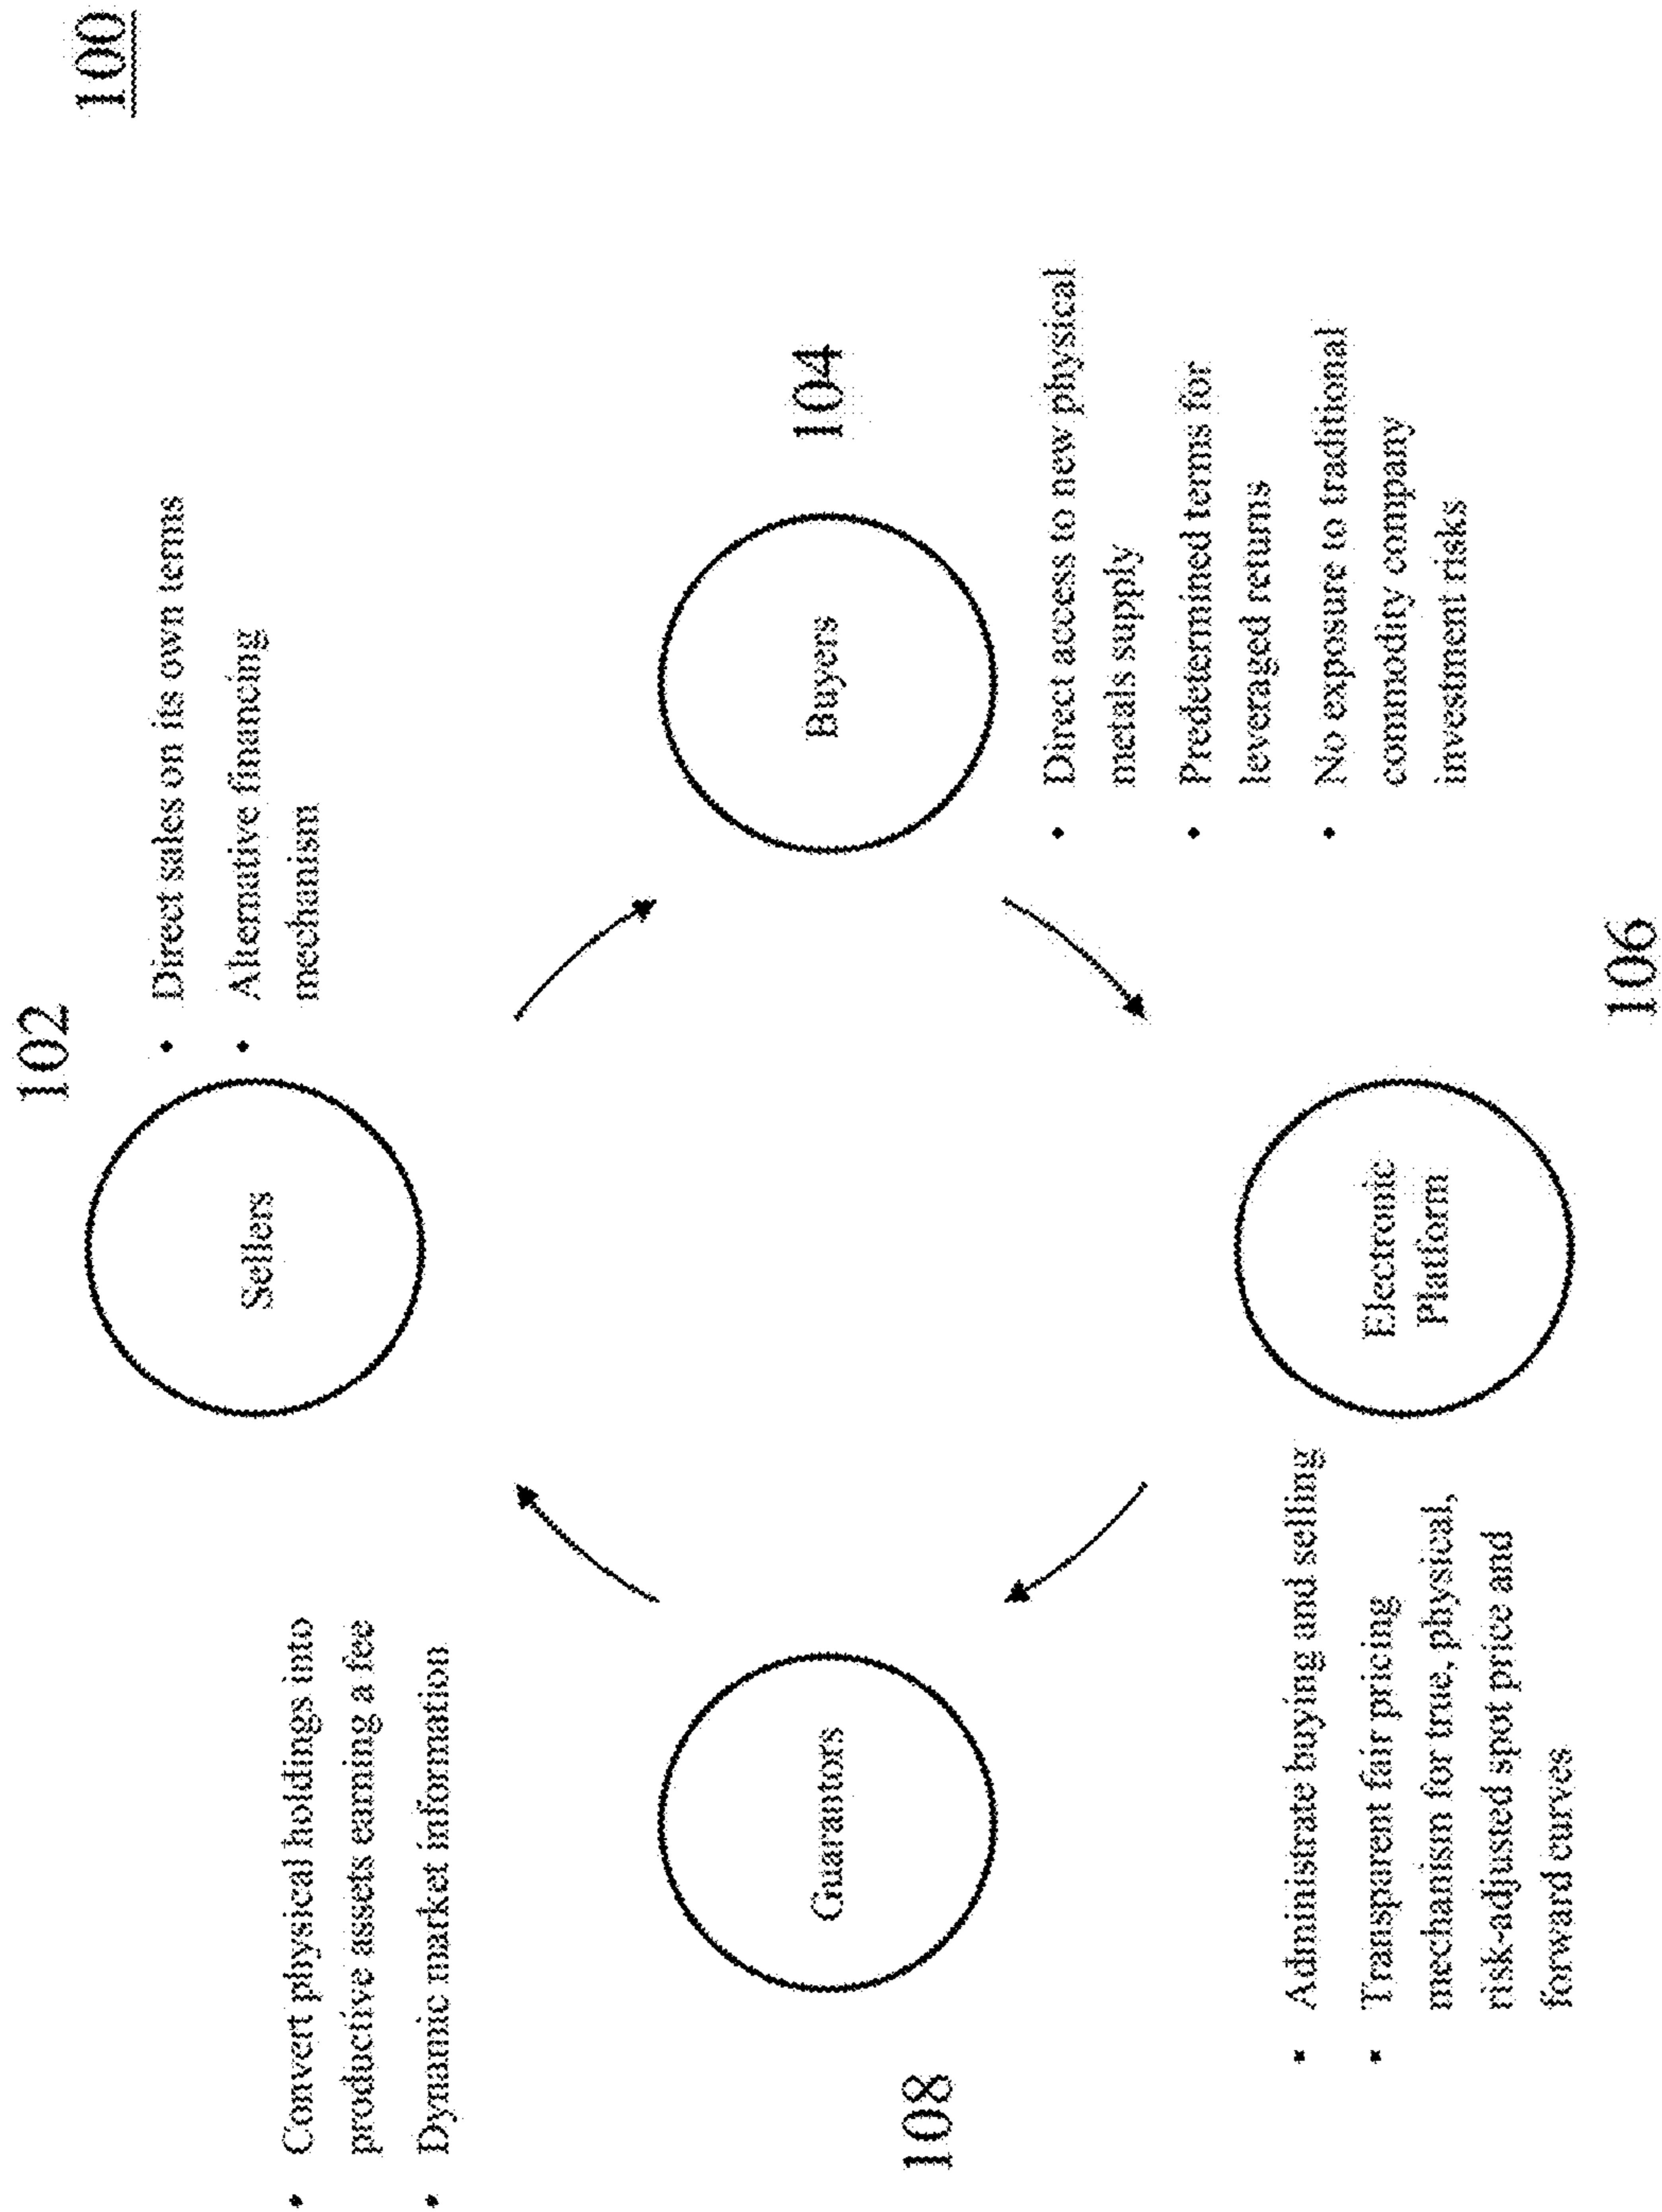 100
102
• Direct sales on its own terms
• Alternative financing
mechanism
Sellers
• Convert physical holdings into
productive assets earning a fee
• Dynamic market information
104
Buyers
Guarantors
108
• Direct access to new physical
metals supply
• Predetermined terms for
leveraged returns
• No exposure to traditional
commodity company
investment risks
• Administrate buying and selling
• Transparent fair pricing
mechanism for true, physical,
risk-adjusted spot price and
forward curves
Electronic
Platform
106